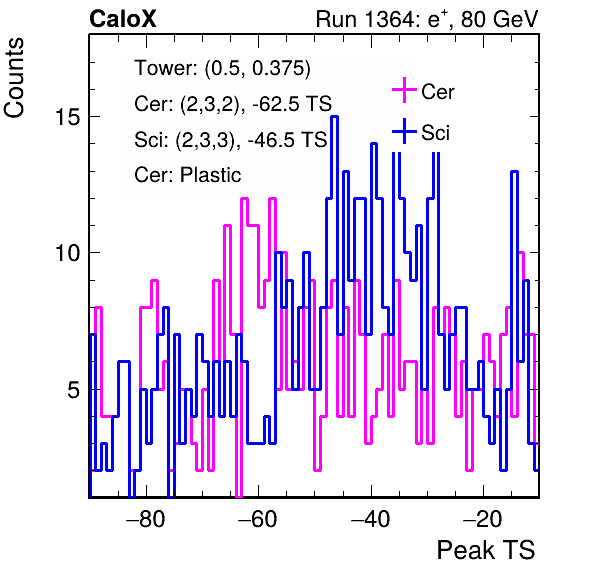 CaloX Run 1364: e⁺, 80 GeV
Counts
Tower: (0.5, 0.375)
Cer: (2,3,2), -62.5 TS
Sci: (2,3,3), -46.5 TS
Cer: Plastic
Cer
Sci
15
10
5
−80 −60 −40 −20
Peak TS